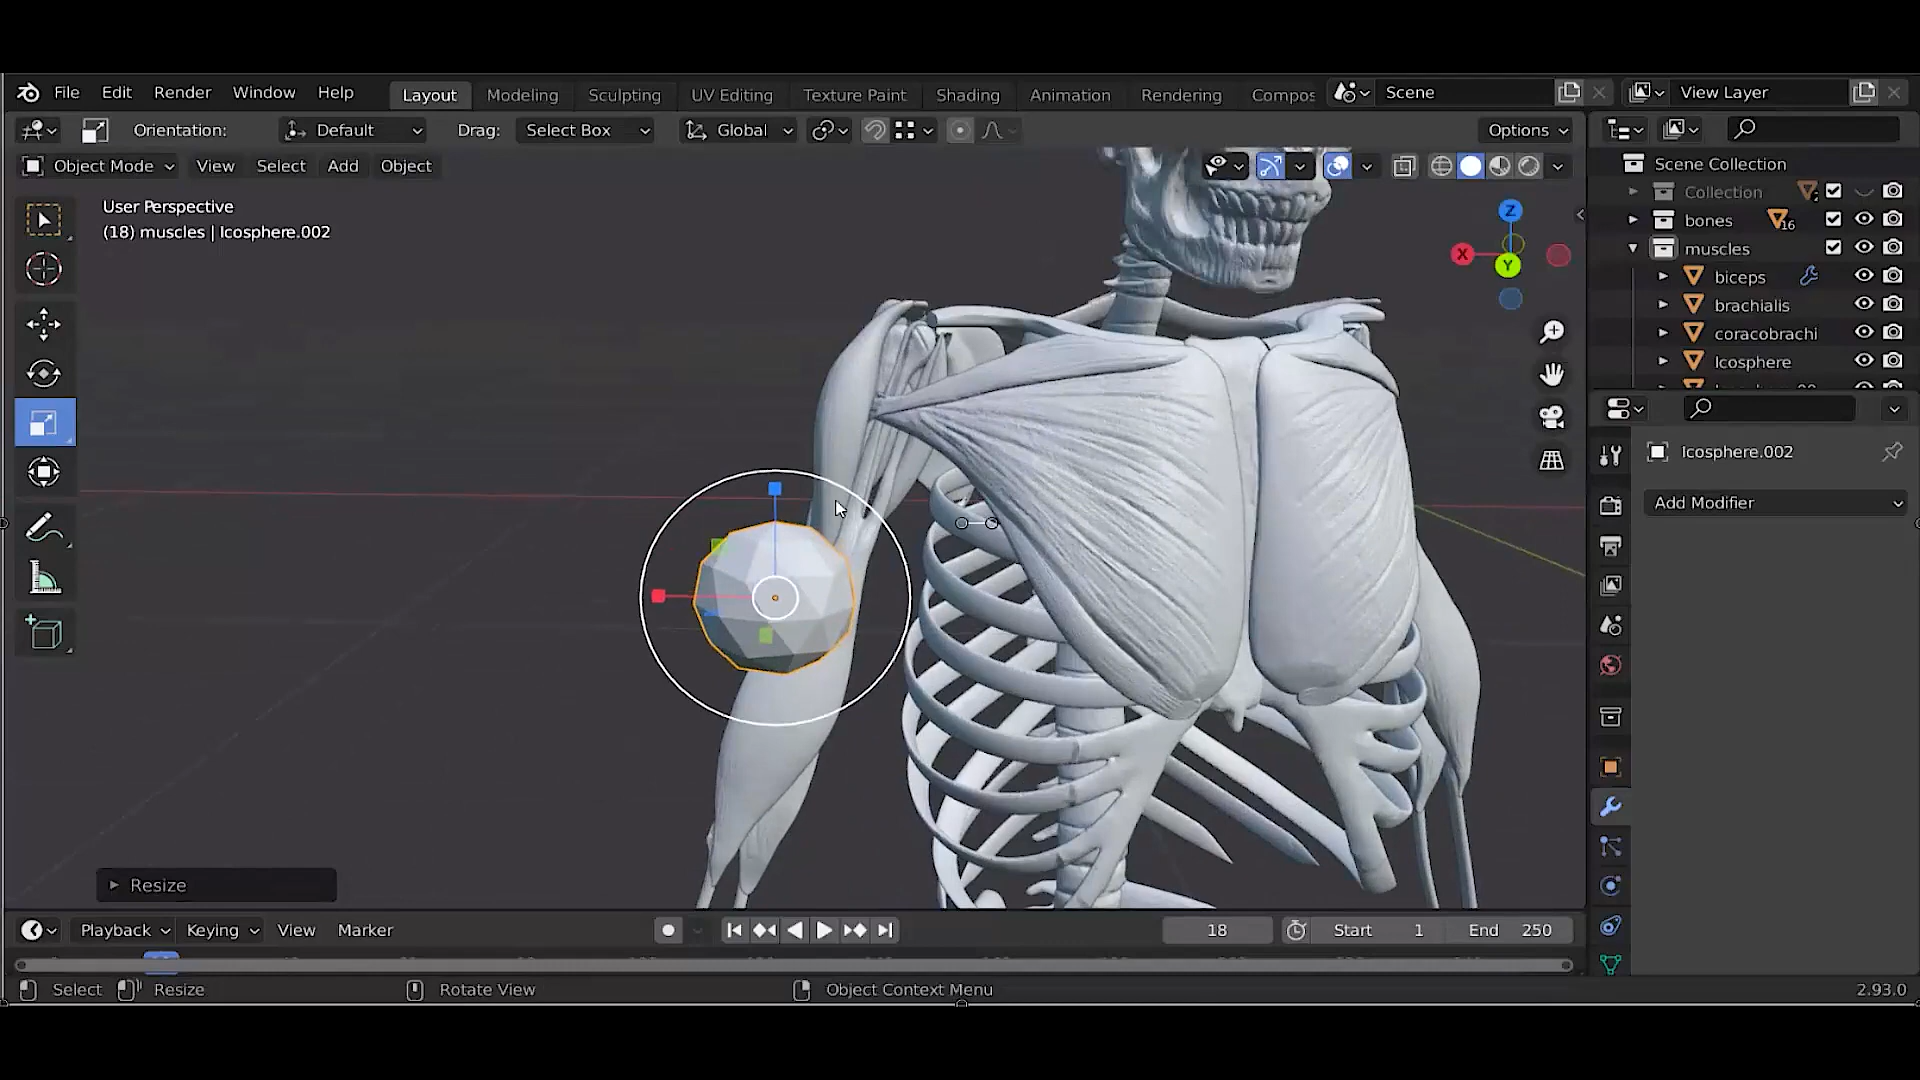 File Edit Render Window Help Layout Modeling Sculpting UV Editing Texture Paint Shading Animation Rendering Compos Scene View Layer
Orientation: Default Drag: Select Box Global Options
Object Mode View Select Add Object
User Perspective
(18) muscles | Icosphere.002
Z
X
Y
Scene Collection
Collection
bones 16
muscles
biceps
brachialis
coracobrachi
Icosphere
Icosphere.002
Add Modifier
Resize
Playback Keying View Marker 18 Start 1 End 250
Select Resize Rotate View Object Context Menu 2.93.0